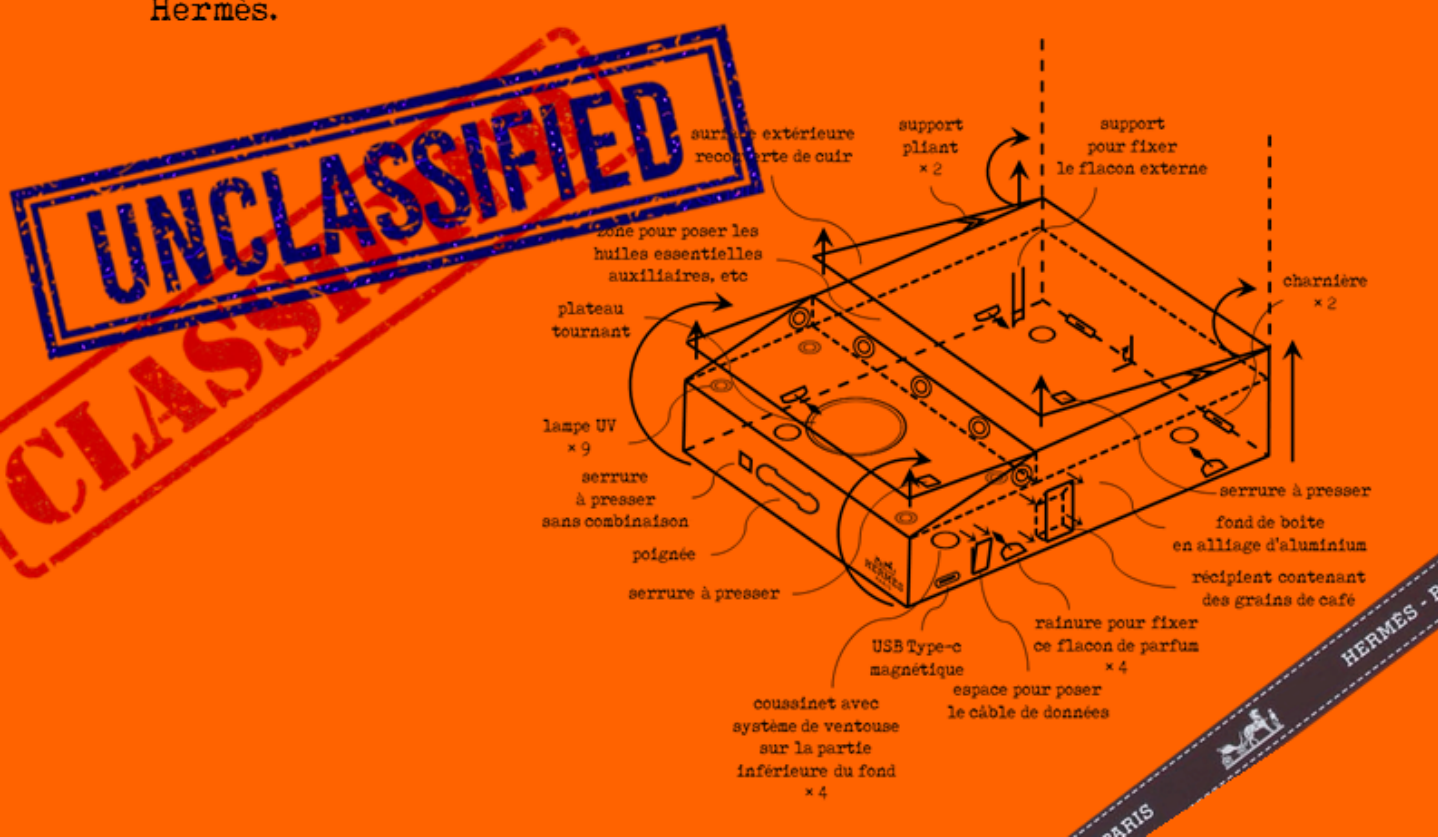 Hermès.
UNCLASSIFIED
CLASSIFIED
surface extérieure
recouverte de cuir
support
pliant
× 2
support
pour fixer
le flacon externe
zone pour poser les
huiles essentielles
auxiliaires, etc
charnière
× 2
plateau
tournant
lampe UV
× 9
serrure
à presser
sans combinaison
poignée
serrure à presser
serrure à presser
fond de boîte
en alliage d'aluminium
récipient contenant
des grains de café
HERMÈS
rainure pour fixer
ce flacon de parfum
× 4
USB Type-c
magnétique
espace pour poser
le câble de données
coussinet avec
système de ventouse
sur la partie
inférieure du fond
× 4
HERMÈS - P
PARIS